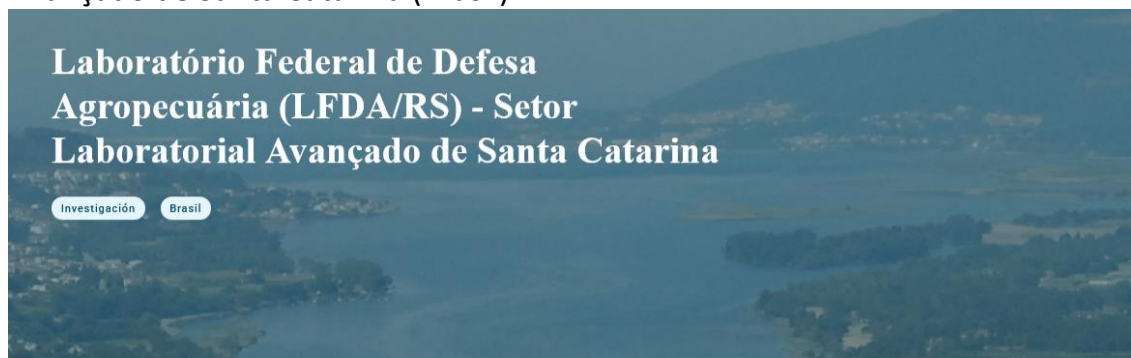 Laboratório Federal de Defesa
Agropecuária (LFDA/RS) - Setor
Laboratorial Avançado de Santa Catarina
Investigación Brasil